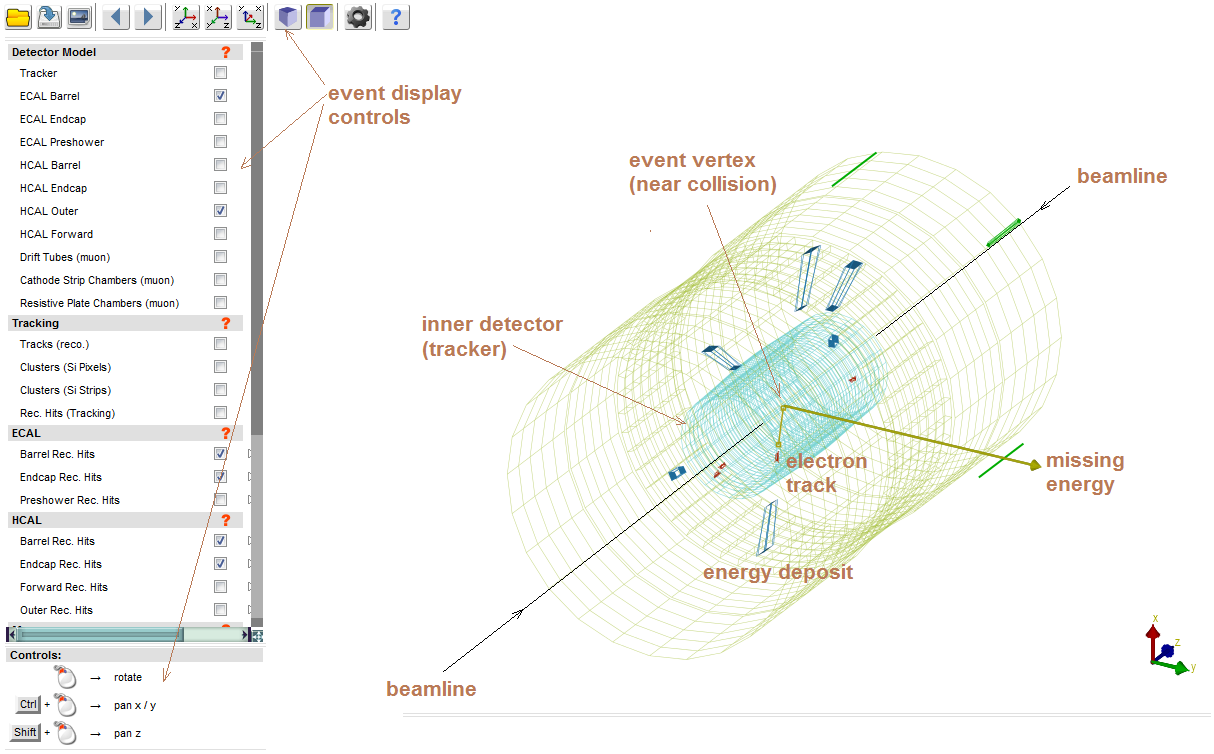 ?
Detector Model ?
Tracker
ECAL Barrel
ECAL Endcap
ECAL Preshower
HCAL Barrel
HCAL Endcap
HCAL Outer
HCAL Forward
Drift Tubes (muon)
Cathode Strip Chambers (muon)
Resistive Plate Chambers (muon)
Tracking ?
Tracks (reco.)
Clusters (Si Pixels)
Clusters (Si Strips)
Rec. Hits (Tracking)
ECAL ?
Barrel Rec. Hits
Endcap Rec. Hits
Preshower Rec. Hits
HCAL ?
Barrel Rec. Hits
Endcap Rec. Hits
Forward Rec. Hits
Outer Rec. Hits
Controls:
→ rotate
Ctrl + → pan x / y
Shift + → pan z
event display
controls
event vertex
(near collision)
beamline
inner detector
(tracker)
electron
track
missing
energy
energy deposit
beamline
x
z
y